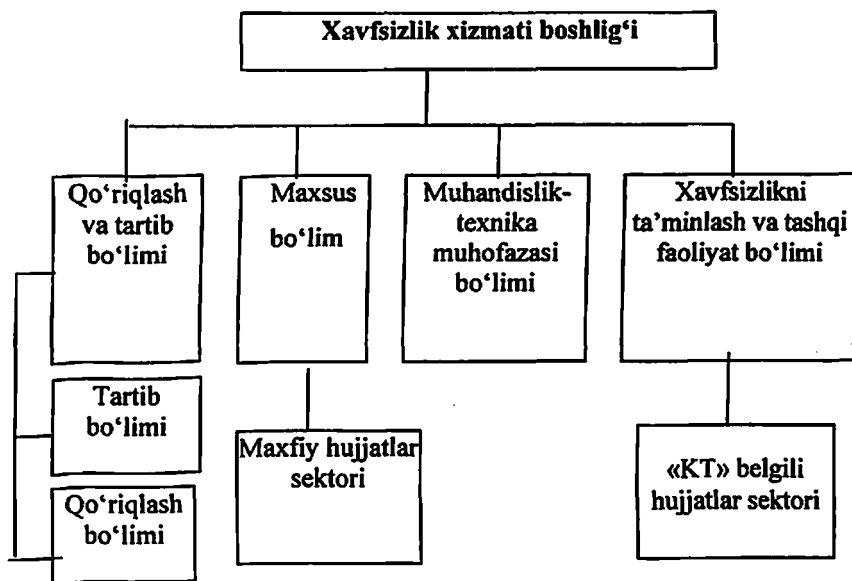 Xavfsizlik xizmati boshlig‘i
Qo‘riqlash
va tartib
bo‘limi
Maxsus
bo‘lim
Muhandislik-
texnika
muhofazasi
bo‘limi
Xavfsizlikni
ta’minlash va tashqi
faoliyat bo‘limi
Tartib
bo‘limi
Qo‘riqlash
bo‘limi
Maxfiy hujjatlar
sektori
«KT» belgili
hujjatlar sektori